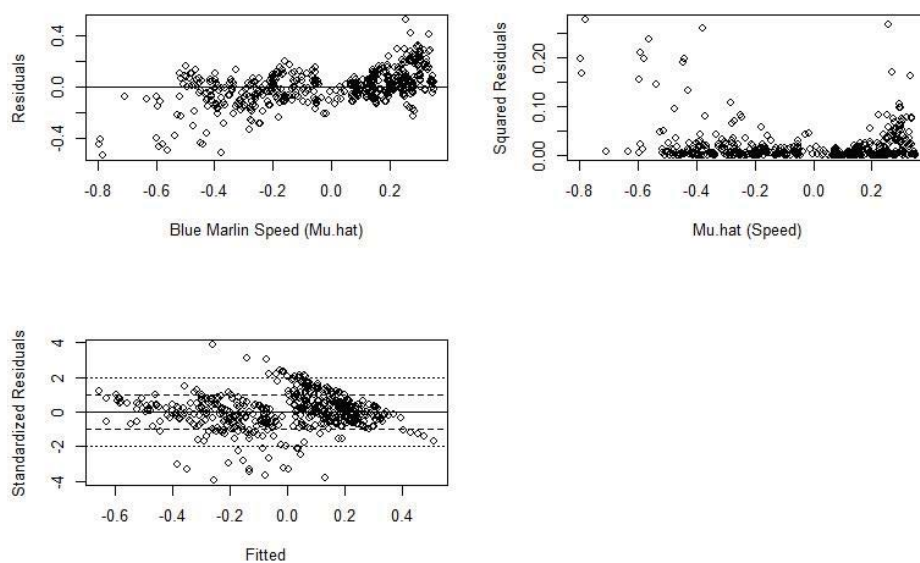 Residuals
0.4
0.0
-0.4
-0.8 -0.6 -0.4 -0.2 0.0 0.2
Blue Marlin Speed (Mu.hat)
Squared Residuals
0.20
0.10
0.00
-0.8 -0.6 -0.4 -0.2 0.0 0.2
Mu.hat (Speed)
Standardized Residuals
4
2
0
-2
-4
-0.6 -0.4 -0.2 0.0 0.2 0.4
Fitted